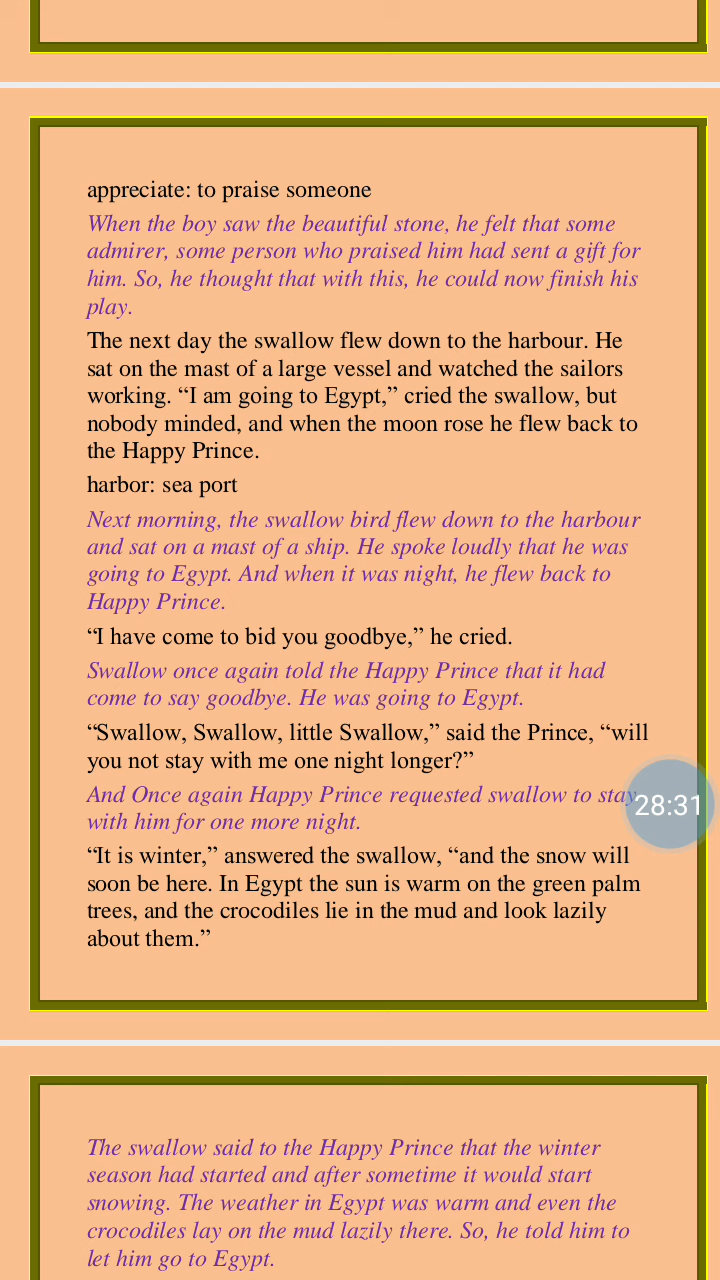 appreciate: to praise someone
When the boy saw the beautiful stone, he felt that some
admirer, some person who praised him had sent a gift for
him. So, he thought that with this, he could now finish his
play.
The next day the swallow flew down to the harbour. He
sat on the mast of a large vessel and watched the sailors
working. “I am going to Egypt,” cried the swallow, but
nobody minded, and when the moon rose he flew back to
the Happy Prince.
harbor: sea port
Next morning, the swallow bird flew down to the harbour
and sat on a mast of a ship. He spoke loudly that he was
going to Egypt. And when it was night, he flew back to
Happy Prince.
“I have come to bid you goodbye,” he cried.
Swallow once again told the Happy Prince that it had
come to say goodbye. He was going to Egypt.
“Swallow, Swallow, little Swallow,” said the Prince, “will
you not stay with me one night longer?”
And Once again Happy Prince requested swallow to stay
with him for one more night.
28:31
“It is winter,” answered the swallow, “and the snow will
soon be here. In Egypt the sun is warm on the green palm
trees, and the crocodiles lie in the mud and look lazily
about them.”
The swallow said to the Happy Prince that the winter
season had started and after sometime it would start
snowing. The weather in Egypt was warm and even the
crocodiles lay on the mud lazily there. So, he told him to
let him go to Egypt.